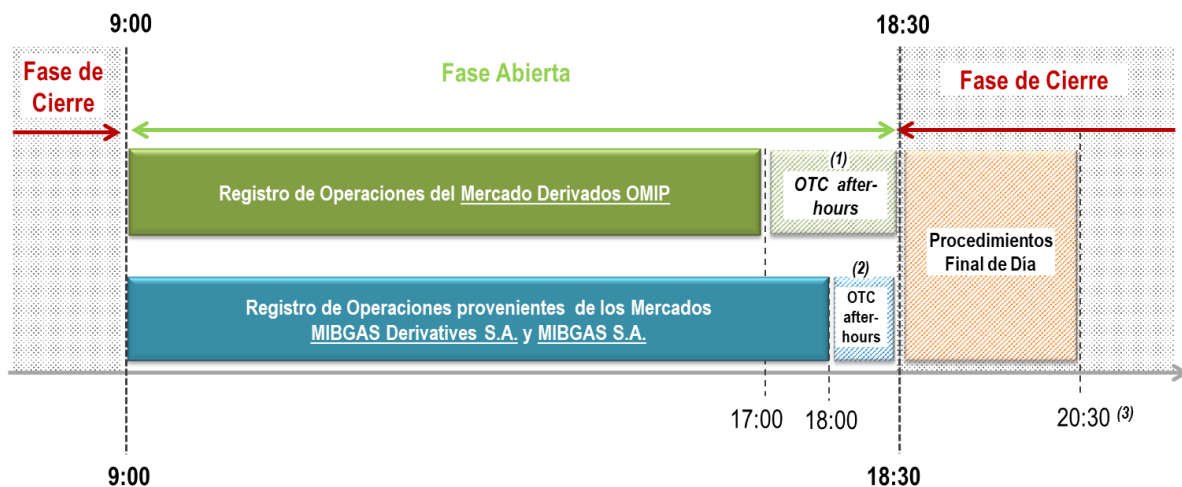 9:00
18:30
Fase de
Cierre
Fase Abierta
Fase de Cierre
Registro de Operaciones del Mercado Derivados OMIP
(1)
OTC after-
hours
Procedimientos
Final de Día
Registro de Operaciones provenientes de los Mercados
MIBGAS Derivatives S.A. y MIBGAS S.A.
(2)
OTC
after-
hours
17:00
18:00
20:30 (3)
9:00
18:30